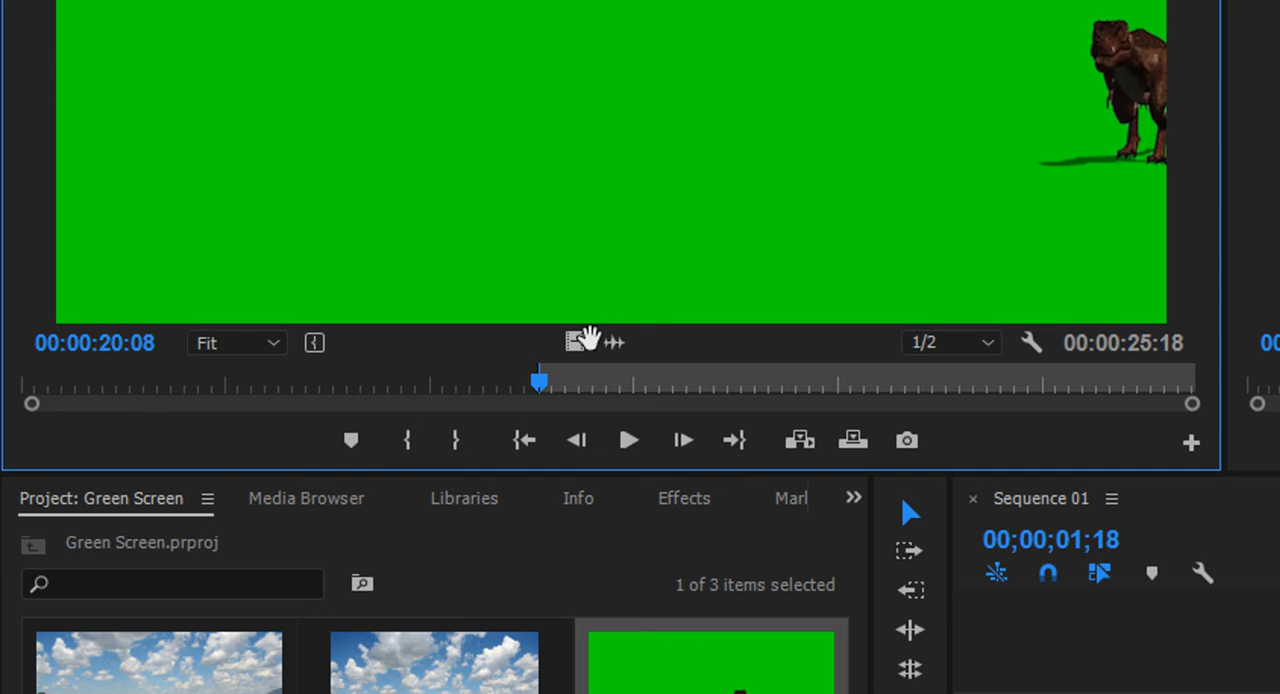 00:00:20:08 Fit 1/2 00:00:25:18
Project: Green Screen Media Browser Libraries Info Effects × Sequence 01
00;00;01;18
Green Screen.prproj
1 of 3 items selected